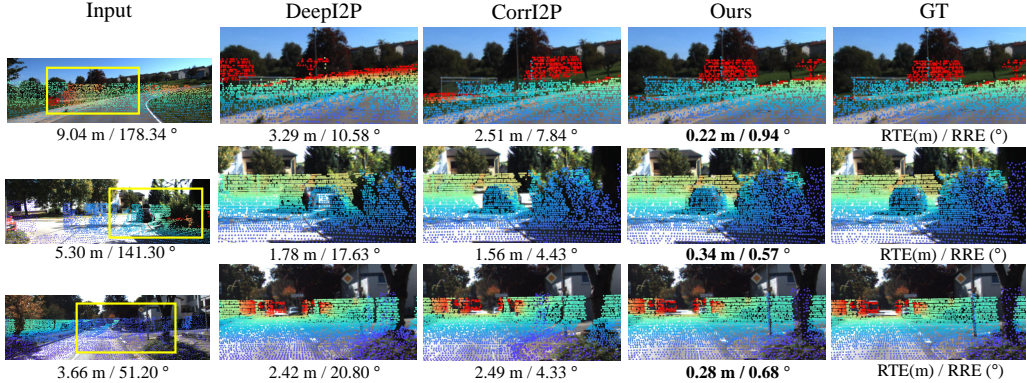 Input DeepI2P CorrI2P Ours GT
9.04 m / 178.34 ° 3.29 m / 10.58 ° 2.51 m / 7.84 ° 0.22 m / 0.94 ° RTE(m) / RRE (°)
5.30 m / 141.30 ° 1.78 m / 17.63 ° 1.56 m / 4.43 ° 0.34 m / 0.57 ° RTE(m) / RRE (°)
3.66 m / 51.20 ° 2.42 m / 20.80 ° 2.49 m / 4.33 ° 0.28 m / 0.68 ° RTE(m) / RRE (°)